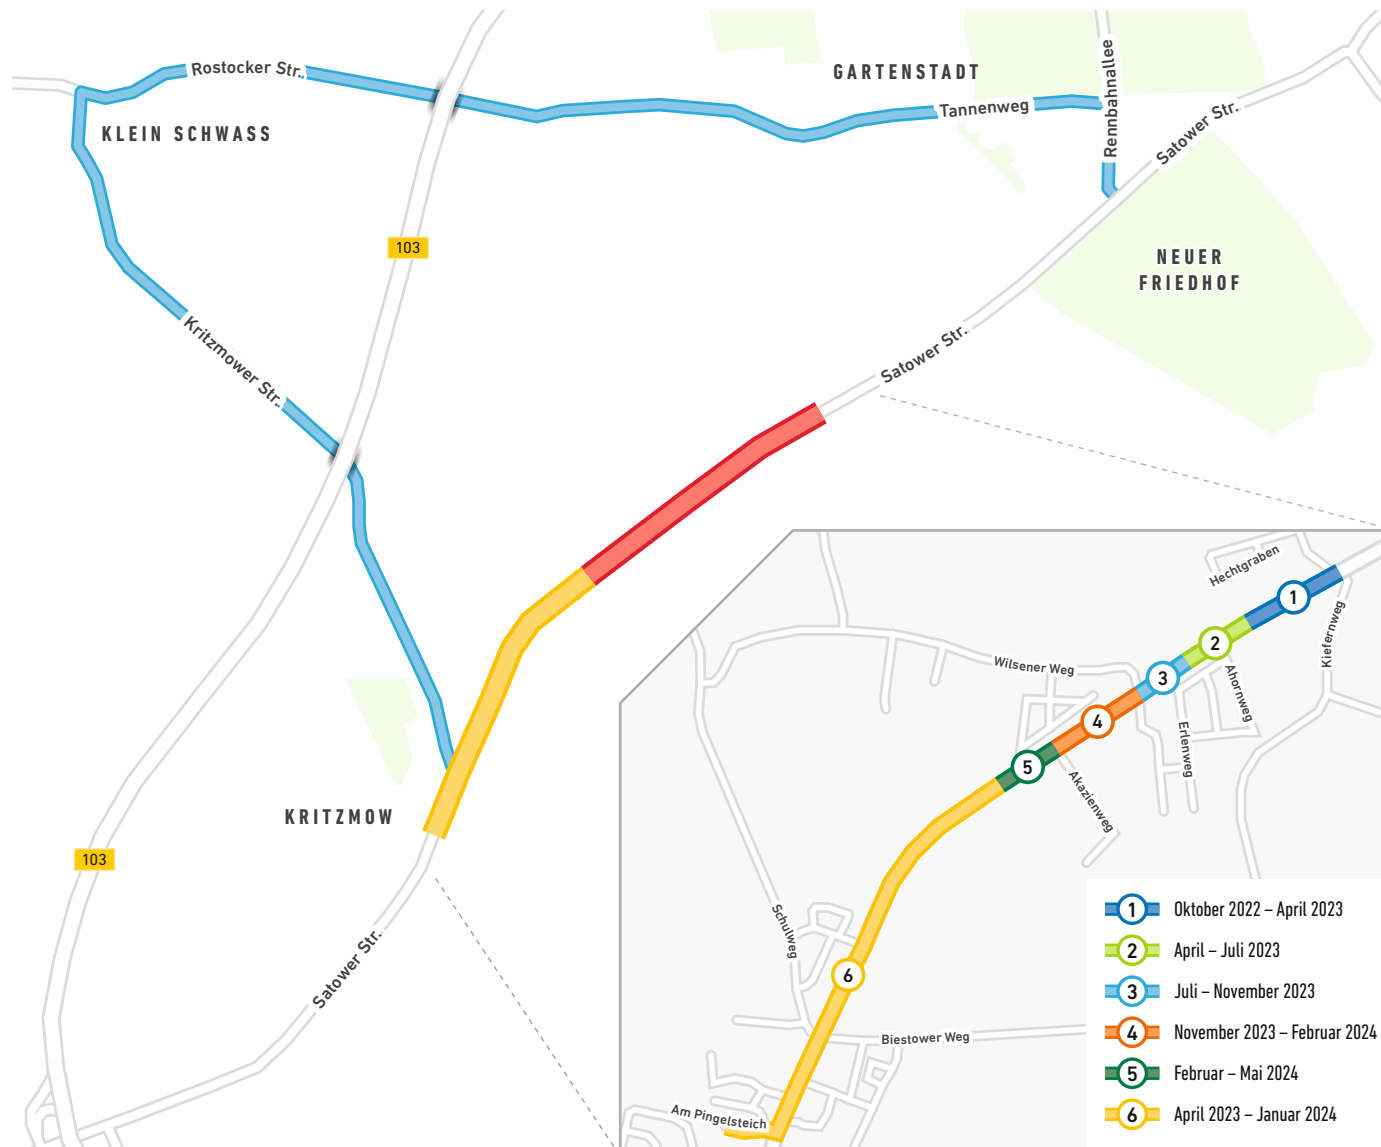 Rostocker Str.
KLEIN SCHWASS
GARTENSTADT
Tannenweg
Rennbahnallee
Satower Str.
103
NEUER
FRIEDHOF
Kritzmower Str.
Satower Str.
KRITZMOW
103
Satower Str.
Hechtgraben
1
Kiefernweg
2
Wilsener Weg
3
Ahornweg
4
Erlenweg
5
Akazienweg
Schulweg
6
Biestower Weg
Am Pingelsteich
1 Oktober 2022 – April 2023
2 April – Juli 2023
3 Juli – November 2023
4 November 2023 – Februar 2024
5 Februar – Mai 2024
6 April 2023 – Januar 2024